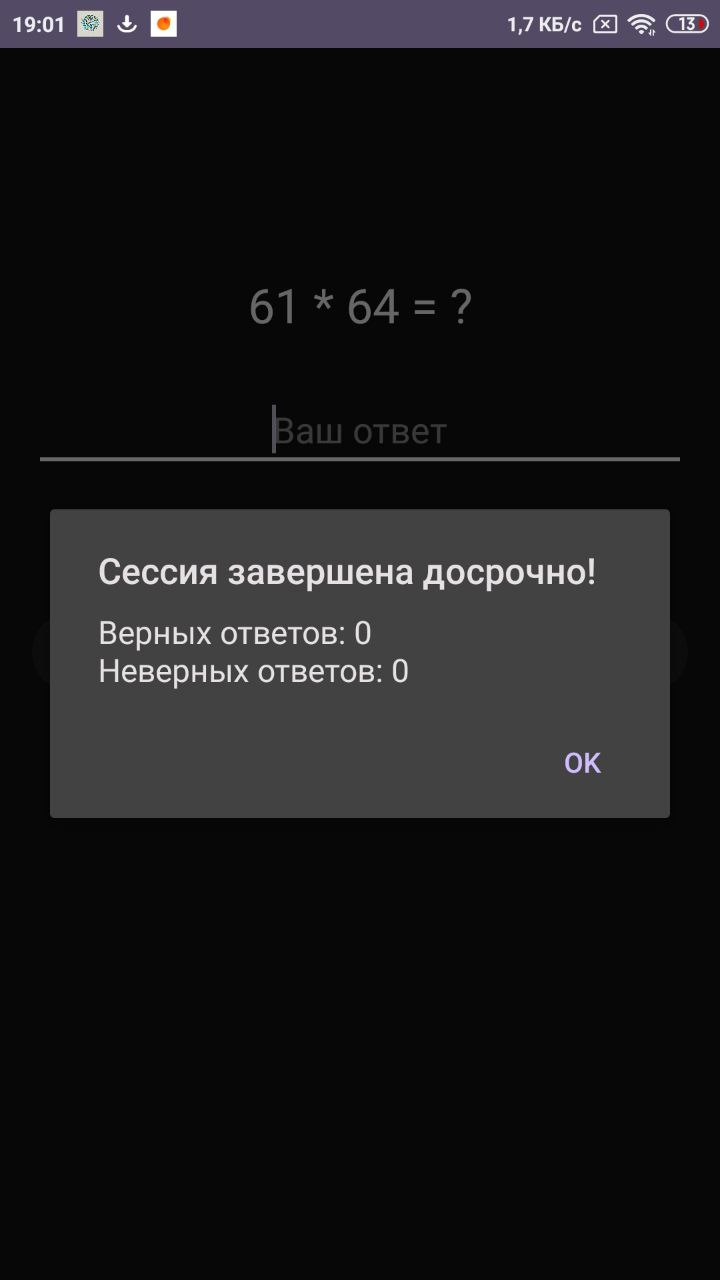 19:01 1,7 КБ/с 13
61 * 64 = ?
Ваш ответ
Сессия завершена досрочно!
Верных ответов: 0
Неверных ответов: 0
OK